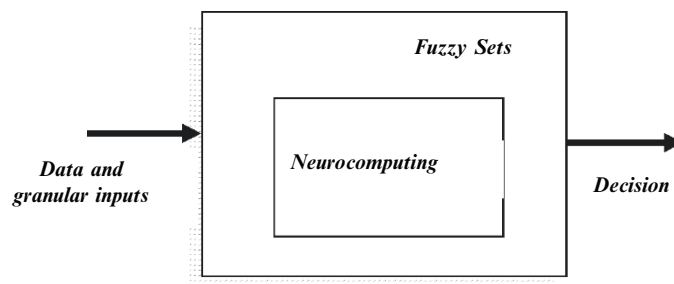 Fuzzy Sets
Neurocomputing
Data and
granular inputs
Decision